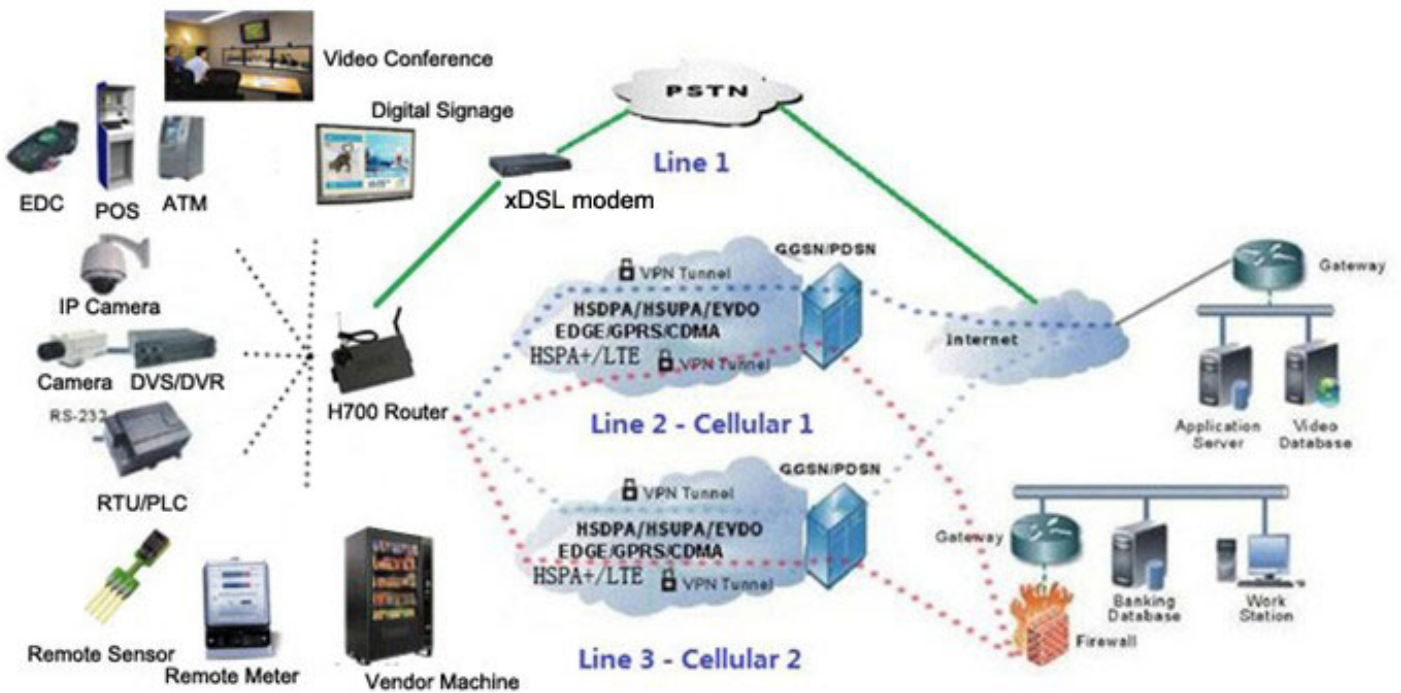 Video Conference
PSTN
Digital Signage
Line 1
EDC
POS
ATM
xDSL modem
GGSN/PDSN
VPN Tunnel
Gateway
IP Camera
HSDPA/HSUPA/EVDO
EDGE/GPRS/CDMA
HSPA+/LTE
VPN Tunnel
Internet
Camera
DVS/DVR
RS-232
H700 Router
Line 2 - Cellular 1
Application
Server
Video
Database
GGSN/PDSN
VPN Tunnel
RTU/PLC
HSDPA/HSUPA/EVDO
EDGE/GPRS/CDMA
HSPA+/LTE
VPN Tunnel
Gateway
Banking
Database
Work
Station
Firewall
Remote Sensor
Remote Meter
Vendor Machine
Line 3 - Cellular 2